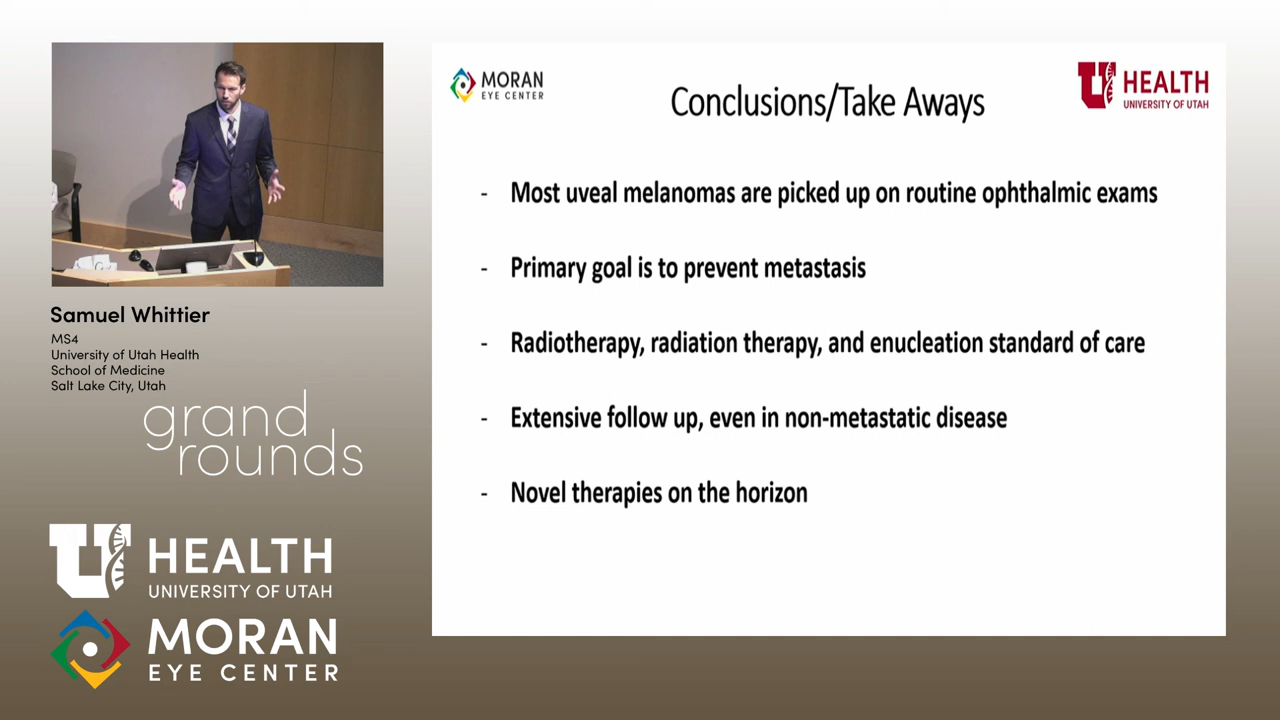 MORAN
EYE CENTER
HEALTH
UNIVERSITY OF UTAH
Conclusions/Take Aways
- Most uveal melanomas are picked up on routine ophthalmic exams
- Primary goal is to prevent metastasis
- Radiotherapy, radiation therapy, and enucleation standard of care
- Extensive follow up, even in non-metastatic disease
- Novel therapies on the horizon
Samuel Whittier
MS4
University of Utah Health
School of Medicine
Salt Lake City, Utah
grand
rounds
U HEALTH
UNIVERSITY OF UTAH
MORAN
EYE CENTER